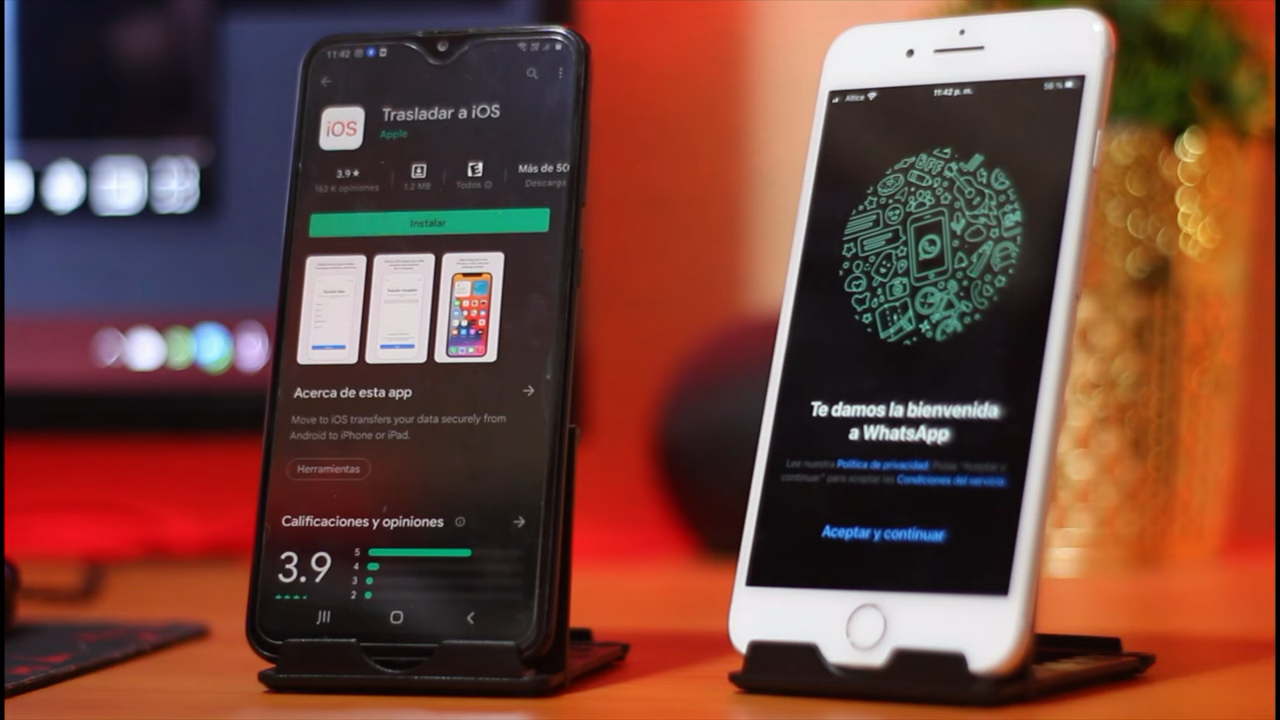 11:42
iOS
Trasladar a iOS
Apple
3.9★
163 K opiniones
1.2 MB
E
Todos
Más de 50
Descarga
Instalar
Acerca de esta app
Move to iOS transfers your data securely from
Android to iPhone or iPad.
Herramientas
Calificaciones y opiniones
3.9
5
4
3
2
Altice
11:42 p. m.
56 %
BFF
Te damos la bienvenida
a WhatsApp
Lee nuestra Política de privacidad. Pulsa "Aceptar y
continuar" para aceptar las Condiciones del servicio.
Aceptar y continuar